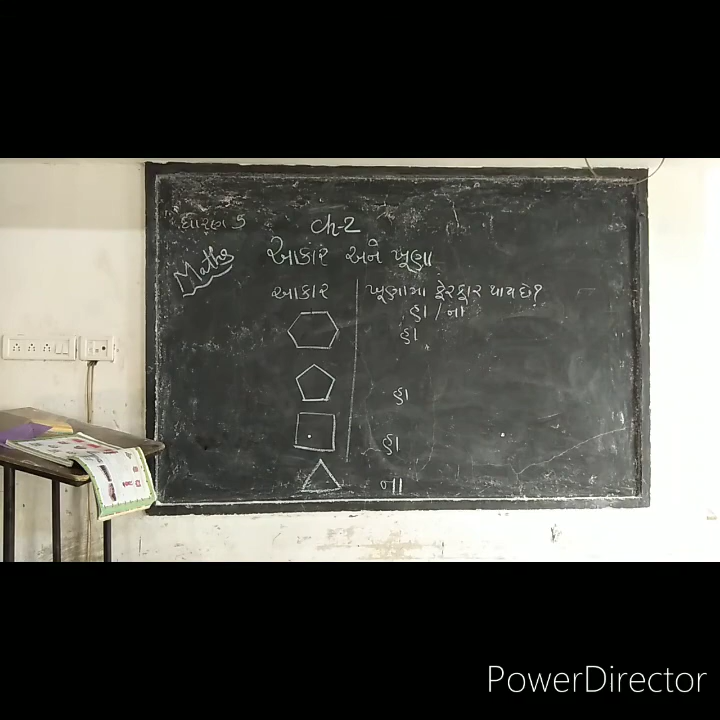 ધોરણ 5
Ch-2
Maths
આકાર અને ખૂણા
આકાર
ખૂણામા ફેરફાર થાય છે?
હા / ના
હા
હા
હા
ના
PowerDirector